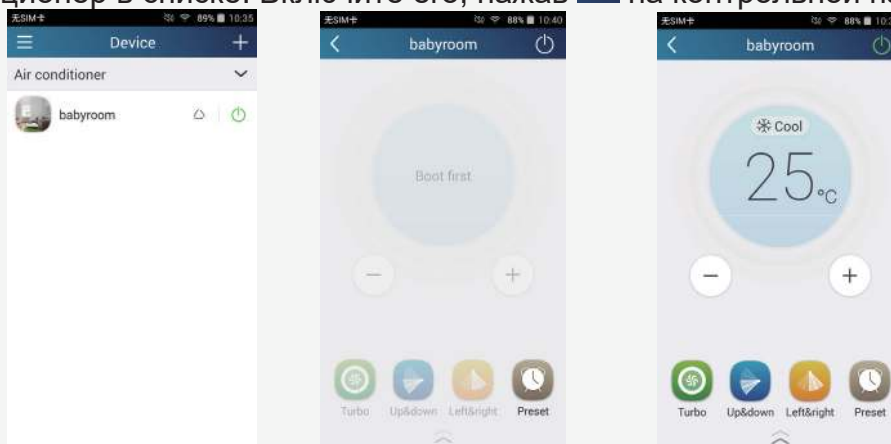 ционер в списке. Включите его, нажав на контрольной
无SIM卡 89% 10:35
Device
Air conditioner
babyroom
无SIM卡 88% 10:40
babyroom
Boot first
Turbo Up&down Left&right Preset
无SIM卡 88%
babyroom
Cool
25°C
Turbo Up&down Left&right Preset